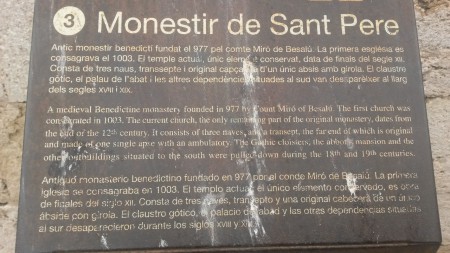 3 Monestir de Sant Pere
Antic monestir benedictí fundat el 977 pel comte Miró de Besalú. La primera església es
consagrava el 1003. El temple actual, únic element conservat, data de finals del segle XII.
Consta de tres naus, transsepte i original capçalera d'un únic absis amb girola. El claustre
gòtic, el palau de l'abat i les altres dependències situades al sud van desaparèixer al llarg
dels segles XVIII i XIX.
A medieval Benedictine monastery founded in 977 by Count Miró of Besalú. The first church was
consecrated in 1003. The current church, the only remaining part of the original monastery, dates from
the end of the 12th century. It consists of three naves, and a transept, the far end of which is original
and made of one single apse with an ambulatory. The Gothic cloisters, the abbot's mansion and the
other outbuildings situated to the south were pulled down during the 18th and 19th centuries.
Antiguo monasterio benedictino fundado en 977 por el conde Miró de Besalú. La primera
iglesia se consagraba en 1003. El templo actual, el único elemento conservado, es obra
de finales del siglo XII. Consta de tres naves, transepto y una original cabecera de un único
ábside con girola. El claustro gótico, el palacio del abad y las otras dependencias situadas
al sur desaparecieron durante los siglos XVIII y XIX.